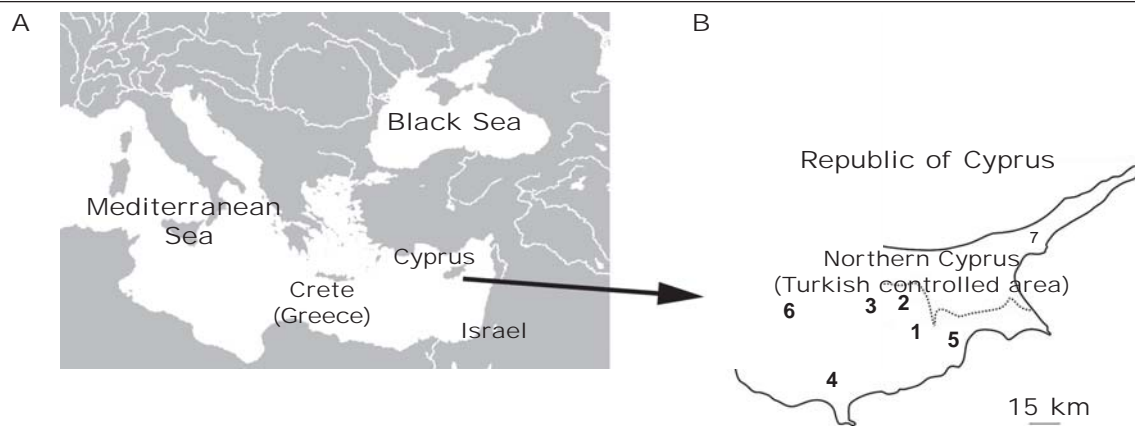 A
B
Black Sea
Republic of Cyprus
Mediterranean
Sea
7
Cyprus
Northern Cyprus
(Turkish controlled area)
Crete
(Greece)
6
3
2
Israel
1
5
4
15 km